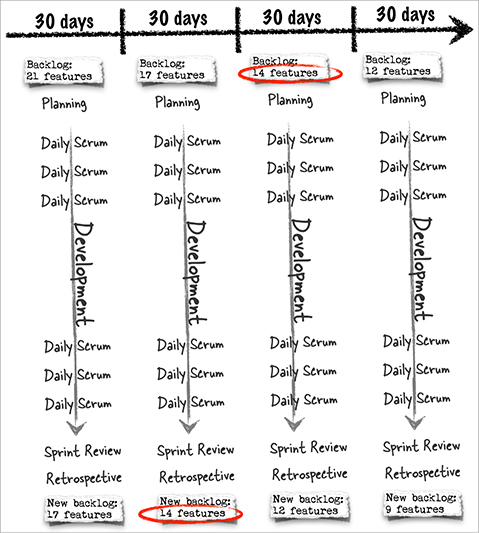 30 days
30 days
30 days
30 days
Backlog:
21 features
Planning
Daily Scrum
Daily Scrum
Daily Scrum
Development
Daily Scrum
Daily Scrum
Daily Scrum
Sprint Review
Retrospective
New backlog:
17 features
Backlog:
17 features
Planning
Daily Scrum
Daily Scrum
Daily Scrum
Development
Daily Scrum
Daily Scrum
Daily Scrum
Sprint Review
Retrospective
New backlog:
14 features
Backlog:
14 features
Planning
Daily Scrum
Daily Scrum
Daily Scrum
Development
Daily Scrum
Daily Scrum
Daily Scrum
Sprint Review
Retrospective
New backlog:
12 features
Backlog:
12 features
Planning
Daily Scrum
Daily Scrum
Daily Scrum
Development
Daily Scrum
Daily Scrum
Daily Scrum
Sprint Review
Retrospective
New backlog:
9 features